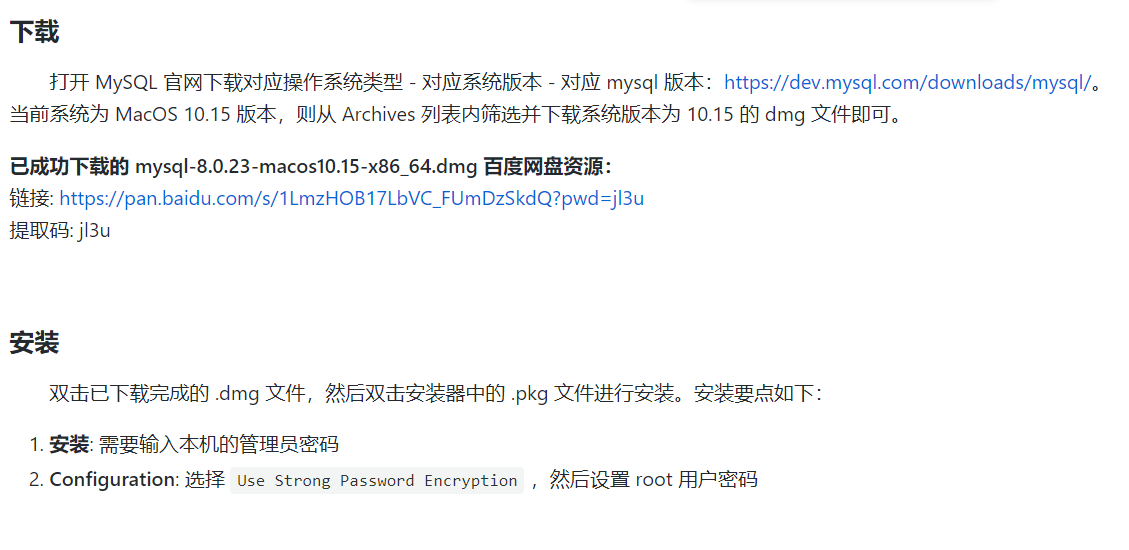 下载
打开 MySQL 官网下载对应操作系统类型 - 对应系统版本 - 对应 mysql 版本：https://dev.mysql.com/downloads/mysql/。
当前系统为 MacOS 10.15 版本，则从 Archives 列表内筛选并下载系统版本为 10.15 的 dmg 文件即可。
已成功下载的 mysql-8.0.23-macos10.15-x86_64.dmg 百度网盘资源：
链接: https://pan.baidu.com/s/1LmzHOB17LbVC_FUmDzSkdQ?pwd=jl3u
提取码: jl3u
安装
双击已下载完成的 .dmg 文件，然后双击安装器中的 .pkg 文件进行安装。安装要点如下：
1. 安装: 需要输入本机的管理员密码
2. Configuration: 选择 Use Strong Password Encryption ，然后设置 root 用户密码